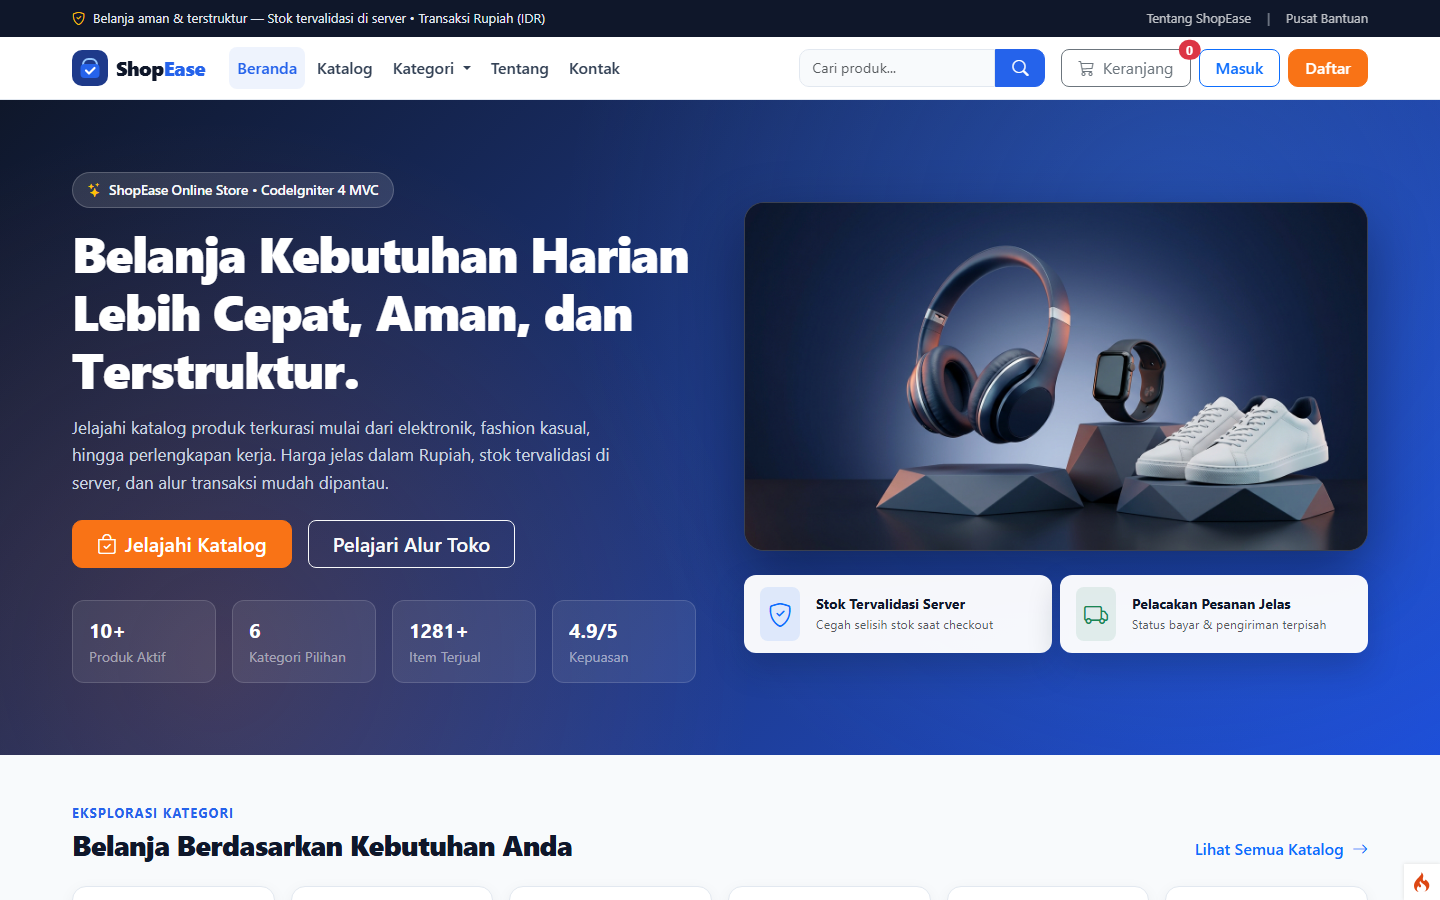 Belanja aman & terstruktur — Stok tervalidasi di server • Transaksi Rupiah (IDR)
Tentang ShopEase | Pusat Bantuan
ShopEase
Beranda
Katalog
Kategori
Tentang
Kontak
Cari produk...
Keranjang
0
Masuk
Daftar
ShopEase Online Store • CodeIgniter 4 MVC
Belanja Kebutuhan Harian
Lebih Cepat, Aman, dan
Terstruktur.
Jelajahi katalog produk terkurasi mulai dari elektronik, fashion kasual,
hingga perlengkapan kerja. Harga jelas dalam Rupiah, stok tervalidasi di
server, dan alur transaksi mudah dipantau.
Jelajahi Katalog
Pelajari Alur Toko
10+
Produk Aktif
6
Kategori Pilihan
1281+
Item Terjual
4.9/5
Kepuasan
Stok Tervalidasi Server
Cegah selisih stok saat checkout
Pelacakan Pesanan Jelas
Status bayar & pengiriman terpisah
EKSPLORASI KATEGORI
Belanja Berdasarkan Kebutuhan Anda
Lihat Semua Katalog →